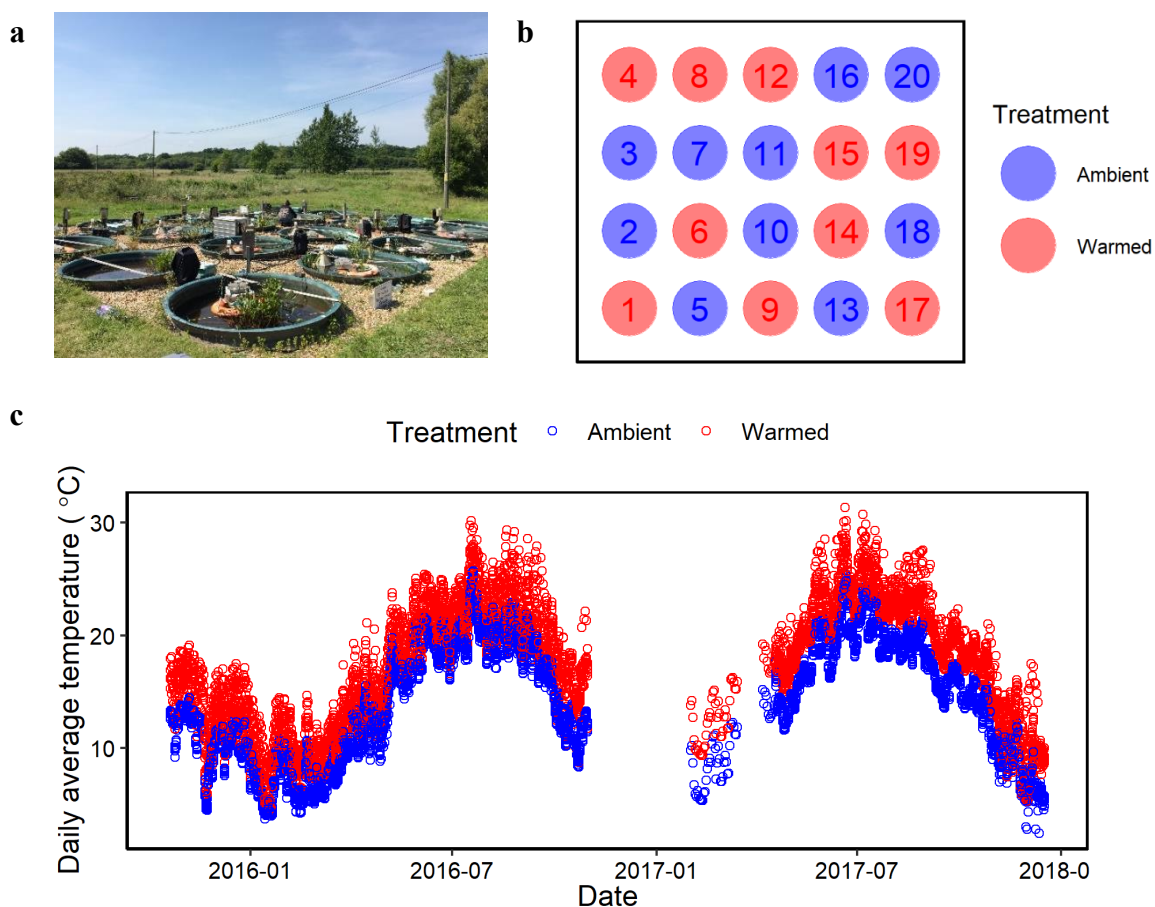 a
b
4 8 12 16 20
3 7 11 15 19
2 6 10 14 18
1 5 9 13 17
Treatment
Ambient
Warmed
c
Treatment Ambient Warmed
Daily average temperature ( °C)
30
20
10
2016-01 2016-07 2017-01 2017-07 2018-0
Date